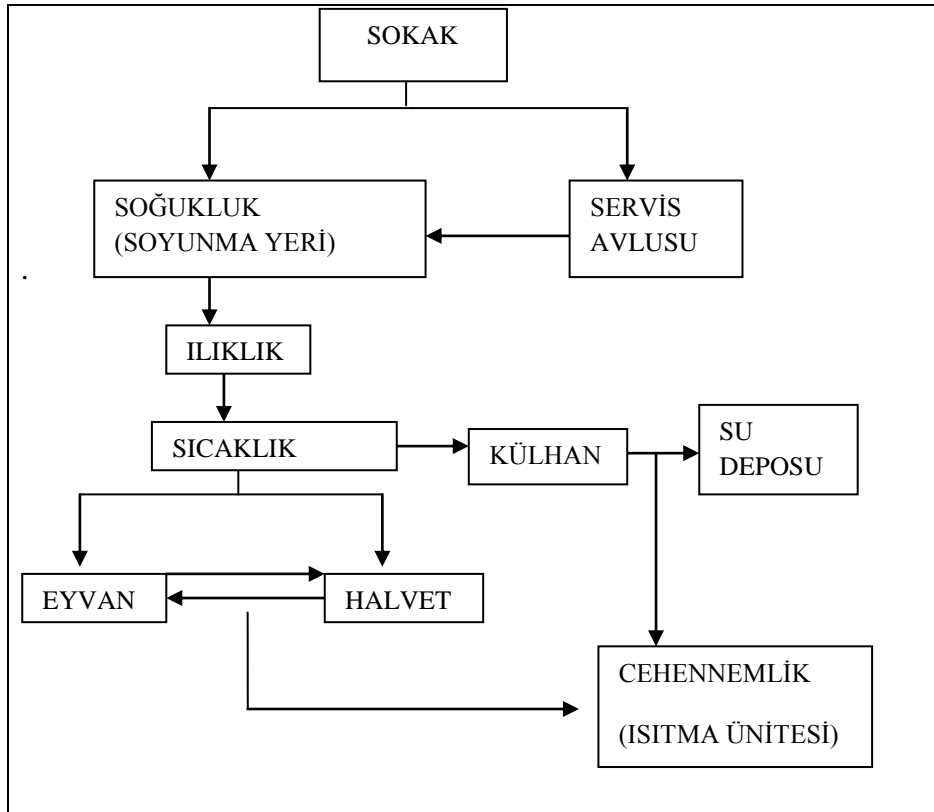 SOKAK
SOĞUKLUK
(SOYUNMA YERİ)
SERVİS
AVLUSU
.
ILIKLIK
SICAKLIK
KÜLHAN
SU
DEPOSU
EYVAN
HALVET
CEHENNEMLİK
(ISITMA ÜNİTESİ)